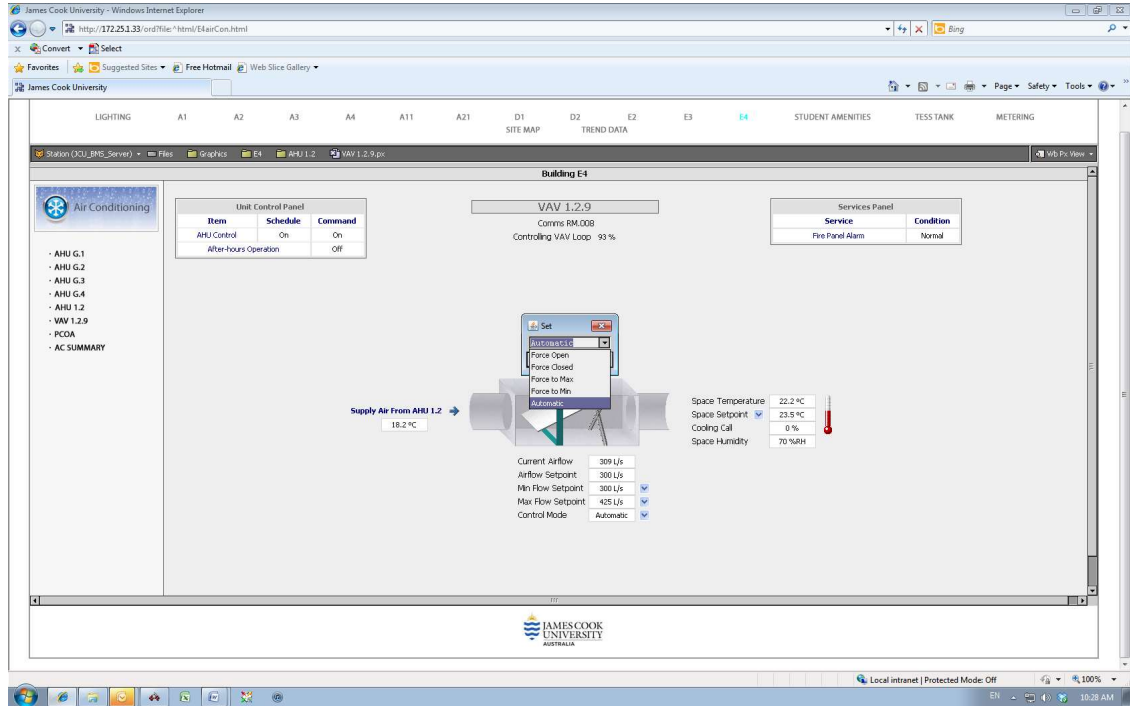 James Cook University - Windows Internet Explorer
http://172.25.1.33/ord?file:^html/E4airCon.html
Bing
x Convert Select
Favorites Suggested Sites Free Hotmail Web Slice Gallery
James Cook University
Page Safety Tools
LIGHTING A1 A2 A3 A4 A11 A21 D1 D2 E2 E3 E4 STUDENT AMENITIES TESS TANK METERING
SITE MAP TREND DATA
Station (JCU_BMS_Server) Files Graphics E4 AHU 1.2 VAV 1.2.9.px Wb Px View
Building E4
Air Conditioning
· AHU G.1
· AHU G.2
· AHU G.3
· AHU G.4
· AHU 1.2
· VAV 1.2.9
· PCOA
· AC SUMMARY
Unit Control Panel
Item Schedule Command
AHU Control On On
After-hours Operation Off
VAV 1.2.9
Comms RM.008
Controlling VAV Loop 93 %
Services Panel
Service Condition
Fire Panel Alarm Normal
Set
Automatic
Force Open
Force Closed
Force to Max
Force to Min
Automatic
Supply Air From AHU 1.2
18.2 ºC
Space Temperature 22.2 ºC
Space Setpoint 23.5 ºC
Cooling Call 0 %
Space Humidity 70 %RH
Current Airflow 309 L/s
Airflow Setpoint 300 L/s
Min Flow Setpoint 300 L/s
Max Flow Setpoint 425 L/s
Control Mode Automatic
JAMES COOK
UNIVERSITY
AUSTRALIA
Local intranet | Protected Mode: Off 100%
EN 10:28 AM